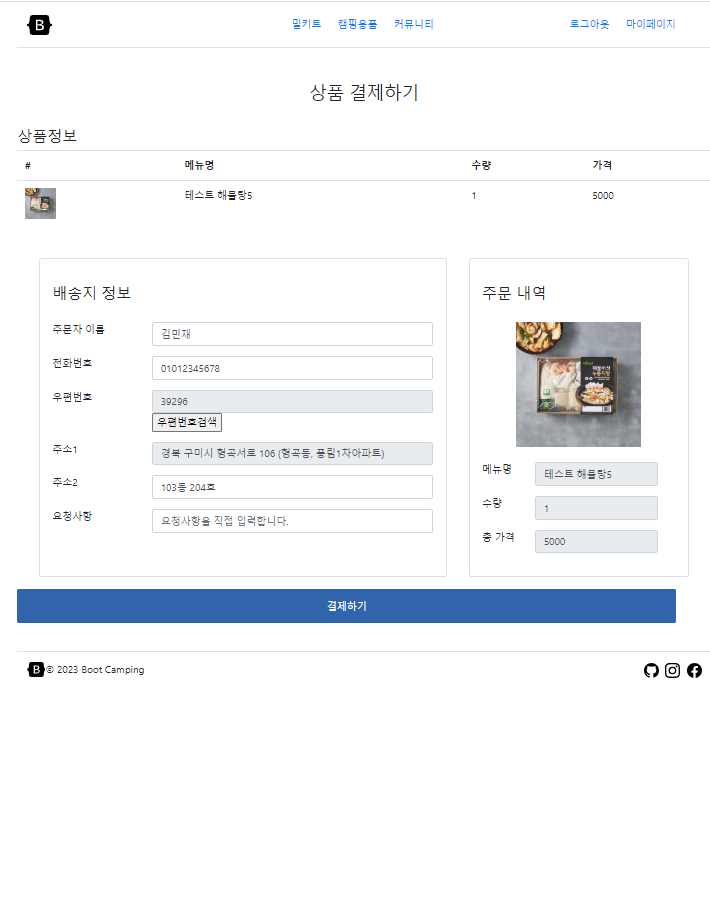 B 밀키트 캠핑용품 커뮤니티 로그아웃 마이페이지
상품 결제하기
상품정보
# 메뉴명 수량 가격
테스트 해물탕5 1 5000
배송지 정보
주문자 이름 김민재
전화번호 01012345678
우편번호 39296
우편번호검색
주소1 경북 구미시 형곡서로 106 (형곡동, 풍림1차아파트)
주소2 103동 204호
요청사항 요청사항을 직접 입력합니다.
주문 내역
메뉴명 테스트 해물탕5
수량 1
총 가격 5000
결제하기
B © 2023 Boot Camping